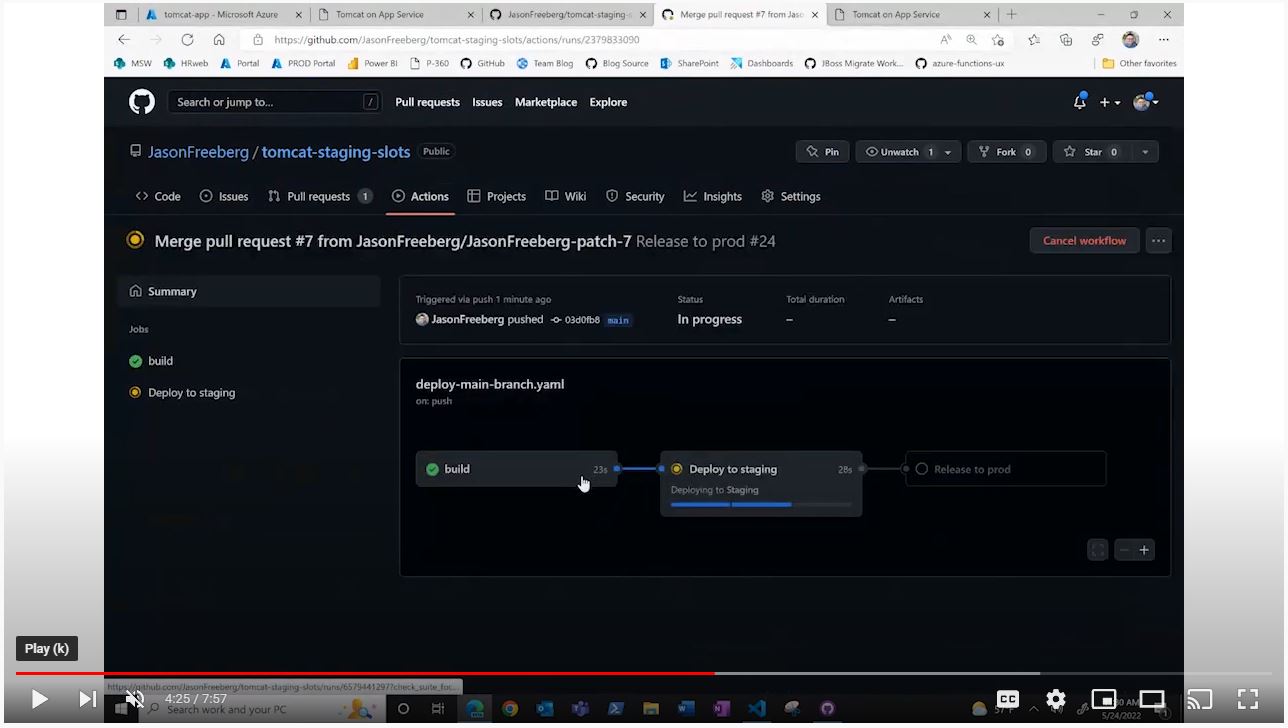 tomcat-app - Microsoft Azure
Tomcat on App Service
JasonFreeberg/tomcat-staging-s
Merge pull request #7 from Jaso
Tomcat on App Service
https://github.com/JasonFreeberg/tomcat-staging-slots/actions/runs/2379833090
MSW HRweb Portal PROD Portal Power BI P-360 GitHub Team Blog Blog Source SharePoint Dashboards JBoss Migrate Work... azure-functions-ux Other favorites
Search or jump to... / Pull requests Issues Marketplace Explore
JasonFreeberg / tomcat-staging-slots Public Pin Unwatch 1 Fork 0 Star 0
Code Issues Pull requests 1 Actions Projects Wiki Security Insights Settings
Merge pull request #7 from JasonFreeberg/JasonFreeberg-patch-7 Release to prod #24 Cancel workflow
Summary
Jobs
build
Deploy to staging
Triggered via push 1 minute ago
JasonFreeberg pushed 03d0fb8 main
Status
In progress
Total duration
–
Artifacts
–
deploy-main-branch.yaml
on: push
build 23s
Deploy to staging 28s
Deploying to Staging
Release to prod
Play (k)
https://github.com/JasonFreeberg/tomcat-staging-slots/runs/6579441297?check_suite_foc...
4:25 / 7:57
CC
Search work and your PC
5/24/2022